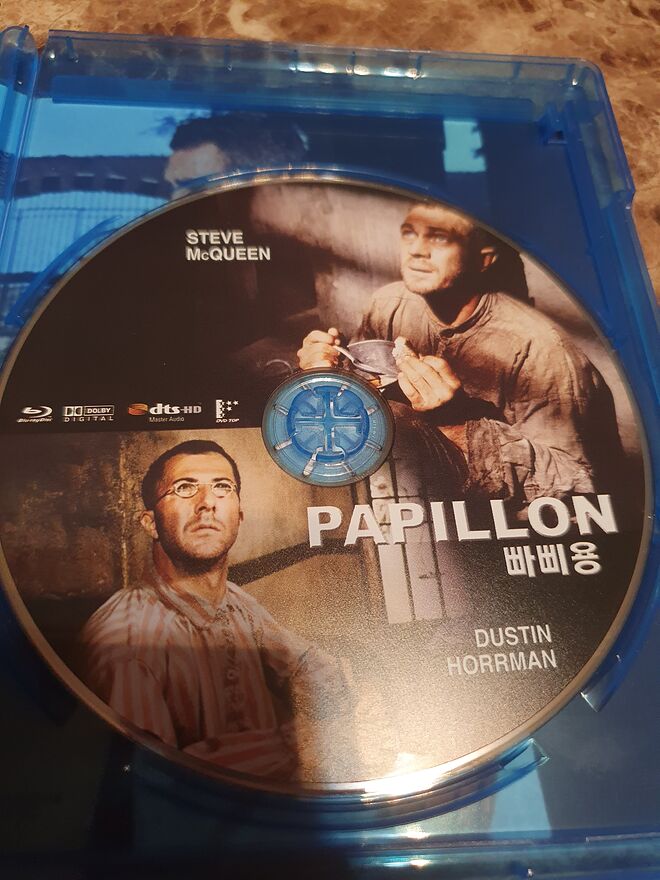 STEVE
McQUEEN
Blu-ray Disc
DOLBY
DIGITAL
dts-HD
Master Audio
DVD TOP
PAPILLON
빠삐용
DUSTIN
HORRMAN